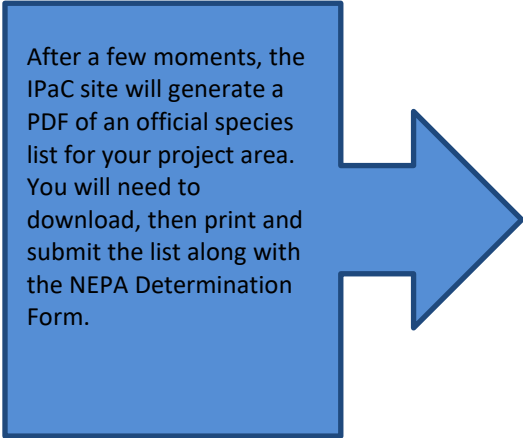 After a few moments, the
IPaC site will generate a
PDF of an official species
list for your project area.
You will need to
download, then print and
submit the list along with
the NEPA Determination
Form.